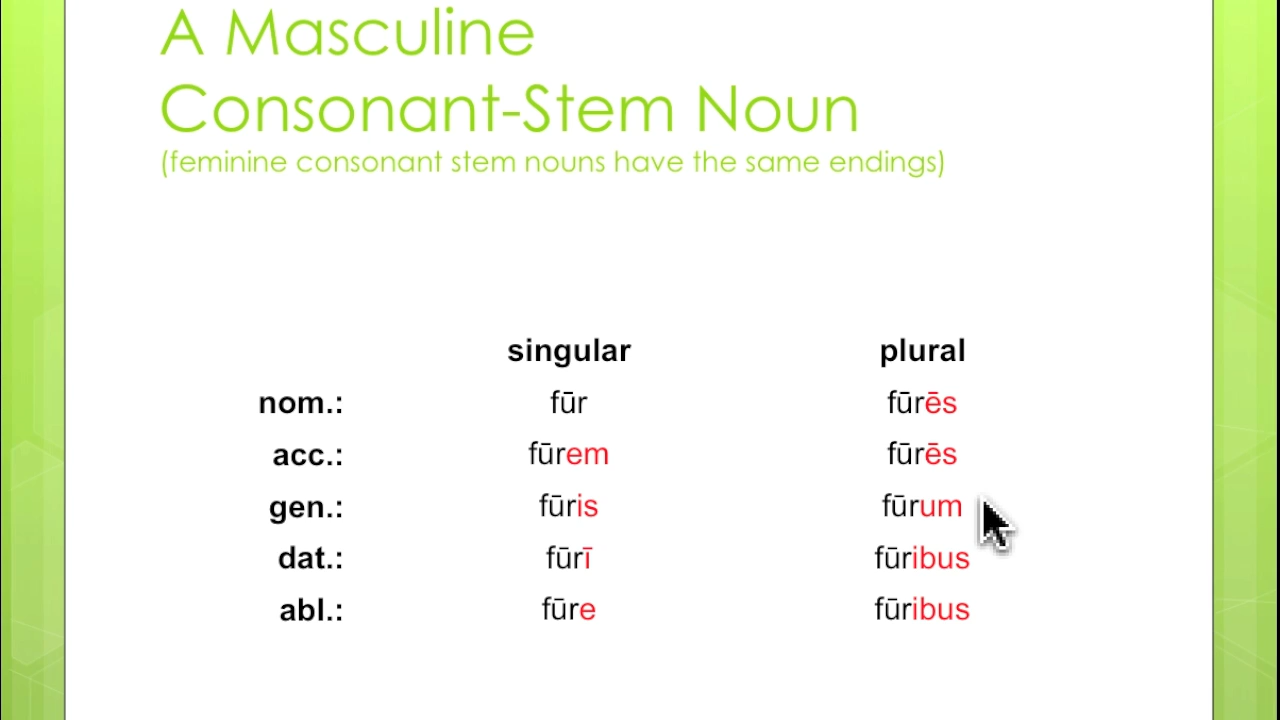 A Masculine
Consonant-Stem Noun
(feminine consonant stem nouns have the same endings)
singular plural
nom.: fūr fūrēs
acc.: fūrem fūrēs
gen.: fūris fūrum
dat.: fūrī fūribus
abl.: fūre fūribus